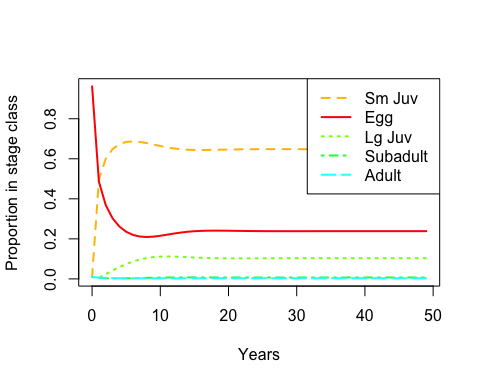 Proportion in stage class
0.0 0.2 0.4 0.6 0.8
Sm Juv
Egg
Lg Juv
Subadult
Adult
0 10 20 30 40 50
Years